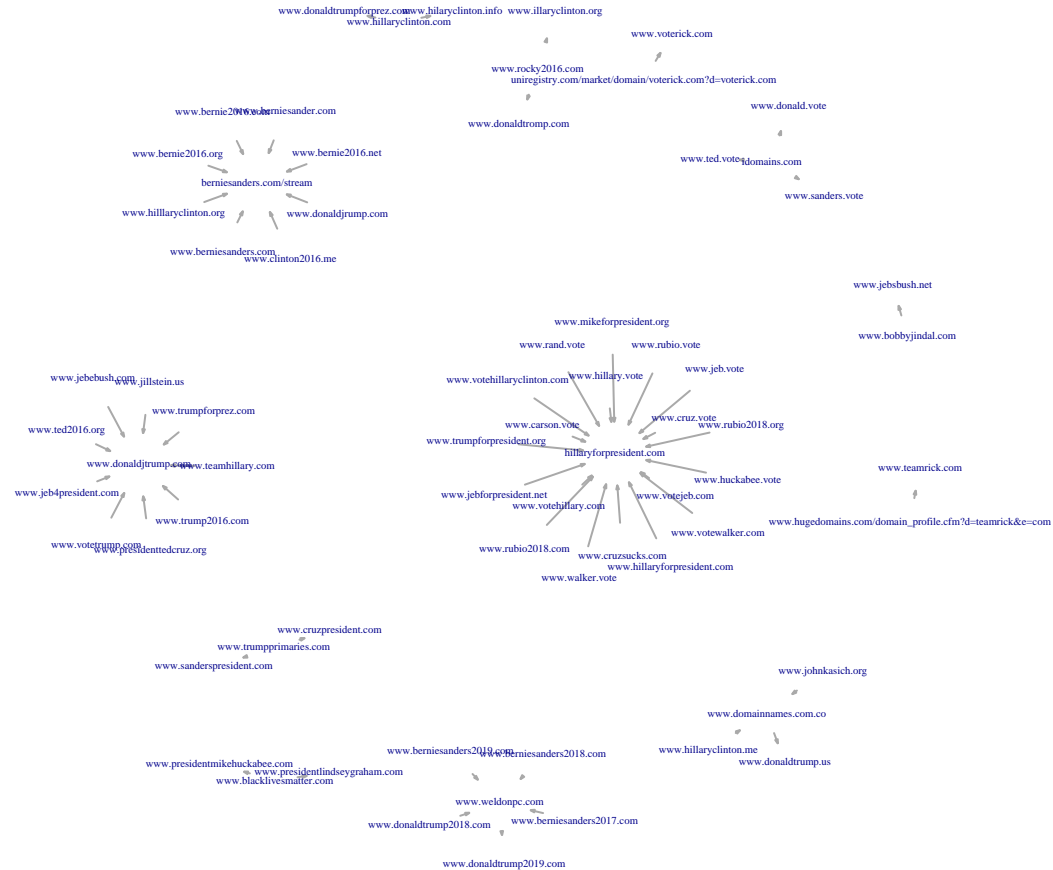 www.donaldtrumpforprez.com
www.hilaryclinton.info
www.illaryclinton.org
www.hillaryclinton.com
www.voterick.com
www.rocky2016.com
uniregistry.com/market/domain/voterick.com?d=voterick.com
www.donald.vote
www.bernie2016.com
www.berniesander.com
www.donaldtromp.com
www.bernie2016.org
www.bernie2016.net
www.ted.vote
idomains.com
berniesanders.com/stream
www.sanders.vote
www.hilllaryclinton.org
www.donaldjrump.com
www.berniesanders.com
www.clinton2016.me
www.jebsbush.net
www.mikeforpresident.org
www.bobbyjindal.com
www.rand.vote
www.rubio.vote
www.jeb.vote
www.jebebush.com
www.jillstein.us
www.votehillaryclinton.com
www.hillary.vote
www.trumpforprez.com
www.cruz.vote
www.carson.vote
www.rubio2018.org
www.ted2016.org
www.trumpforpresident.org
hillaryforpresident.com
www.donaldjtrump.com
www.teamhillary.com
www.teamrick.com
www.huckabee.vote
www.jeb4president.com
www.jebforpresident.net
www.votejeb.com
www.votehillary.com
www.trump2016.com
www.hugedomains.com/domain_profile.cfm?d=teamrick&e=com
www.votewalker.com
www.votetrump.com
www.presidenttedcruz.org
www.rubio2018.com
www.cruzsucks.com
www.hillaryforpresident.com
www.walker.vote
www.cruzpresident.com
www.trumpprimaries.com
www.sanderspresident.com
www.johnkasich.org
www.domainnames.com.co
www.hillaryclinton.me
www.donaldtrump.us
www.berniesanders2019.com
www.berniesanders2018.com
www.presidentmikehuckabee.com
www.presidentlindseygraham.com
www.blacklivesmatter.com
www.weldonpc.com
www.donaldtrump2018.com
www.berniesanders2017.com
www.donaldtrump2019.com